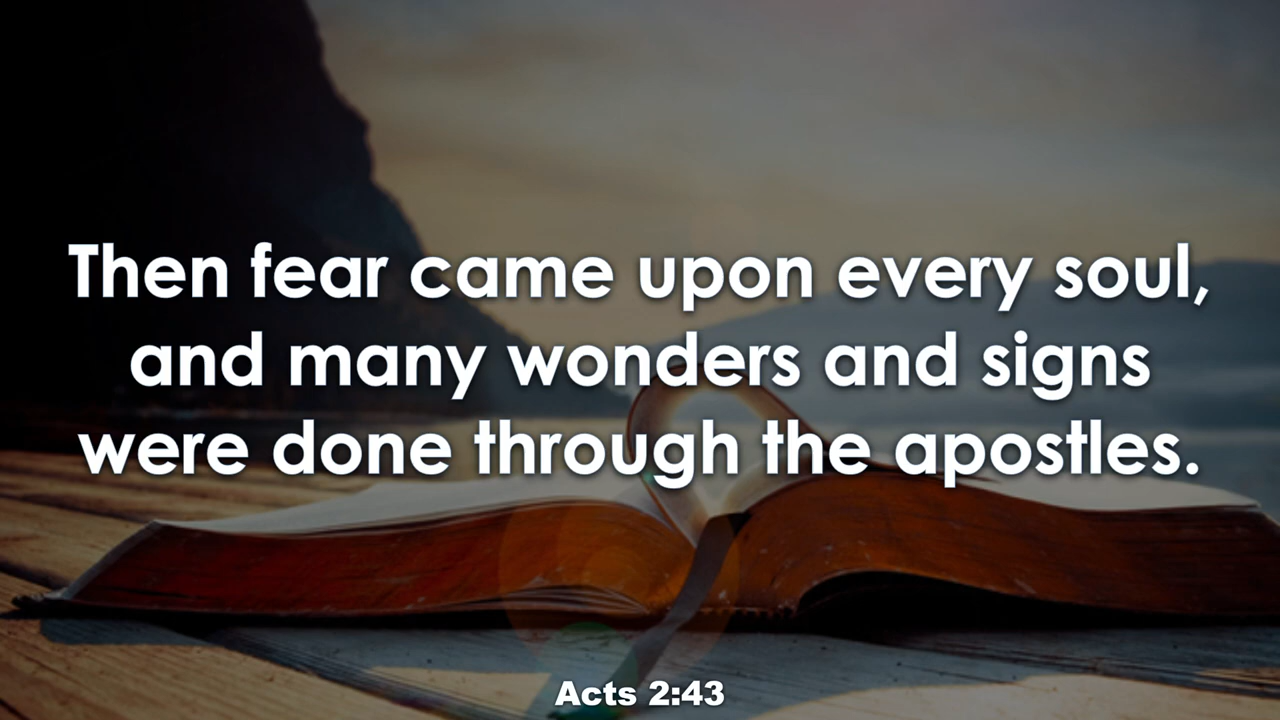 Then fear came upon every soul,
and many wonders and signs
were done through the apostles.
Acts 2:43